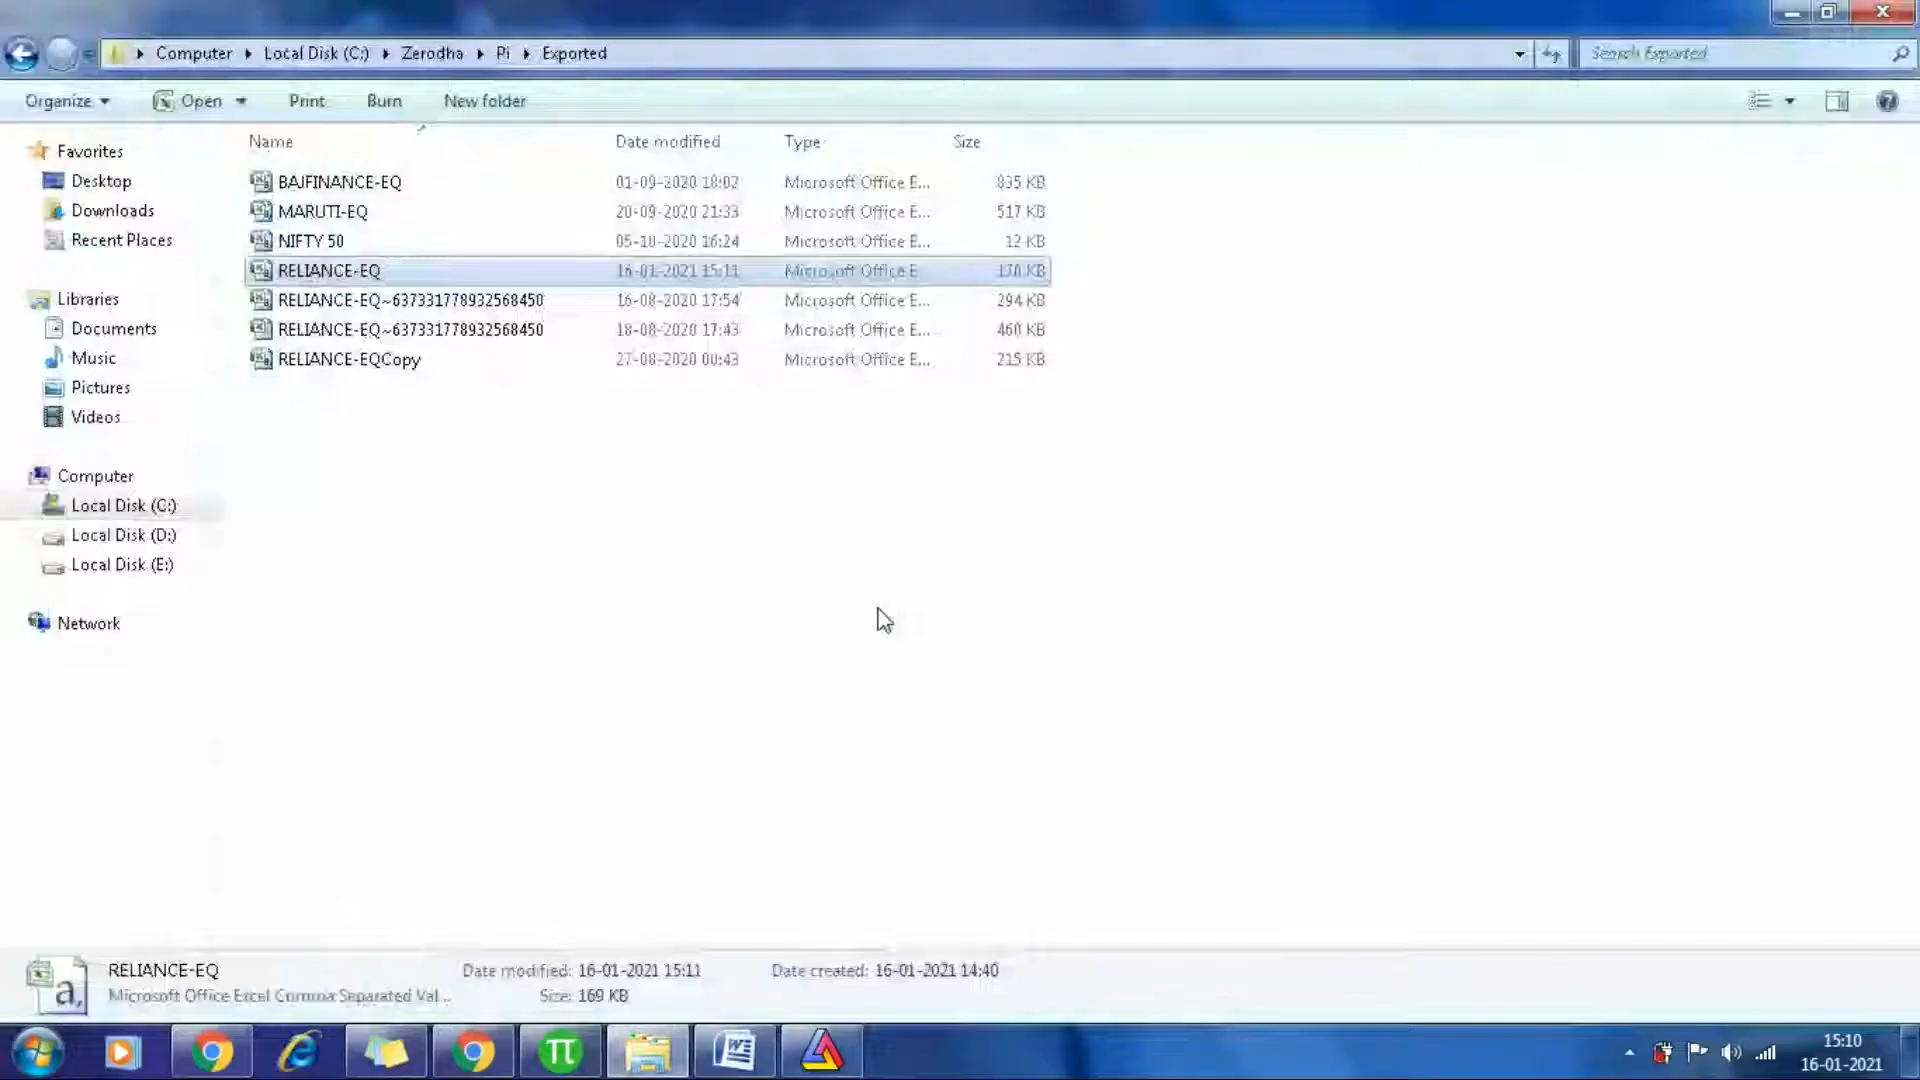 Computer Local Disk (C:) Zerodha Pi Exported
Search Exported
Organize Open Print Burn New folder
Name Date modified Type Size
Favorites
Desktop
Downloads
Recent Places
Libraries
Documents
Music
Pictures
Videos
Computer
Local Disk (C:)
Local Disk (D:)
Local Disk (E:)
Network
BAJFINANCE-EQ 01-09-2020 18:02 Microsoft Office E... 835 KB
MARUTI-EQ 20-09-2020 21:33 Microsoft Office E... 517 KB
NIFTY 50 05-10-2020 16:24 Microsoft Office E... 12 KB
RELIANCE-EQ 16-01-2021 15:11 Microsoft Office E... 170 KB
RELIANCE-EQ~637331778932568450 16-08-2020 17:54 Microsoft Office E... 294 KB
RELIANCE-EQ~637331778932568450 18-08-2020 17:43 Microsoft Office E... 460 KB
RELIANCE-EQCopy 27-08-2020 00:43 Microsoft Office E... 215 KB
RELIANCE-EQ Date modified: 16-01-2021 15:11 Date created: 16-01-2021 14:40
Microsoft Office Excel Comma Separated Val... Size: 169 KB
15:10
16-01-2021